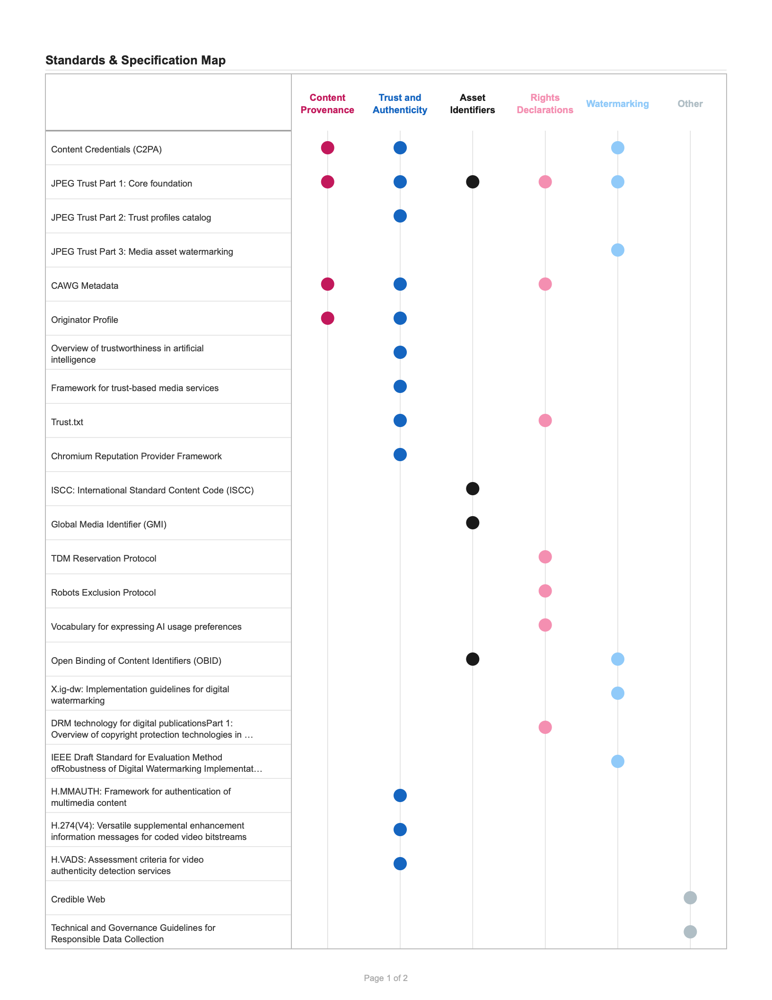 Standards & Specification Map
Content
Provenance
Trust and
Authenticity
Asset
Identifiers
Rights
Declarations
Watermarking
Other
Content Credentials (C2PA)
JPEG Trust Part 1: Core foundation
JPEG Trust Part 2: Trust profiles catalog
JPEG Trust Part 3: Media asset watermarking
CAWG Metadata
Originator Profile
Overview of trustworthiness in artificial
intelligence
Framework for trust-based media services
Trust.txt
Chromium Reputation Provider Framework
ISCC: International Standard Content Code (ISCC)
Global Media Identifier (GMI)
TDM Reservation Protocol
Robots Exclusion Protocol
Vocabulary for expressing AI usage preferences
Open Binding of Content Identifiers (OBID)
X.ig-dw: Implementation guidelines for digital
watermarking
DRM technology for digital publicationsPart 1:
Overview of copyright protection technologies in …
IEEE Draft Standard for Evaluation Method
ofRobustness of Digital Watermarking Implementat…
H.MMAUTH: Framework for authentication of
multimedia content
H.274(V4): Versatile supplemental enhancement
information messages for coded video bitstreams
H.VADS: Assessment criteria for video
authenticity detection services
Credible Web
Technical and Governance Guidelines for
Responsible Data Collection
Page 1 of 2